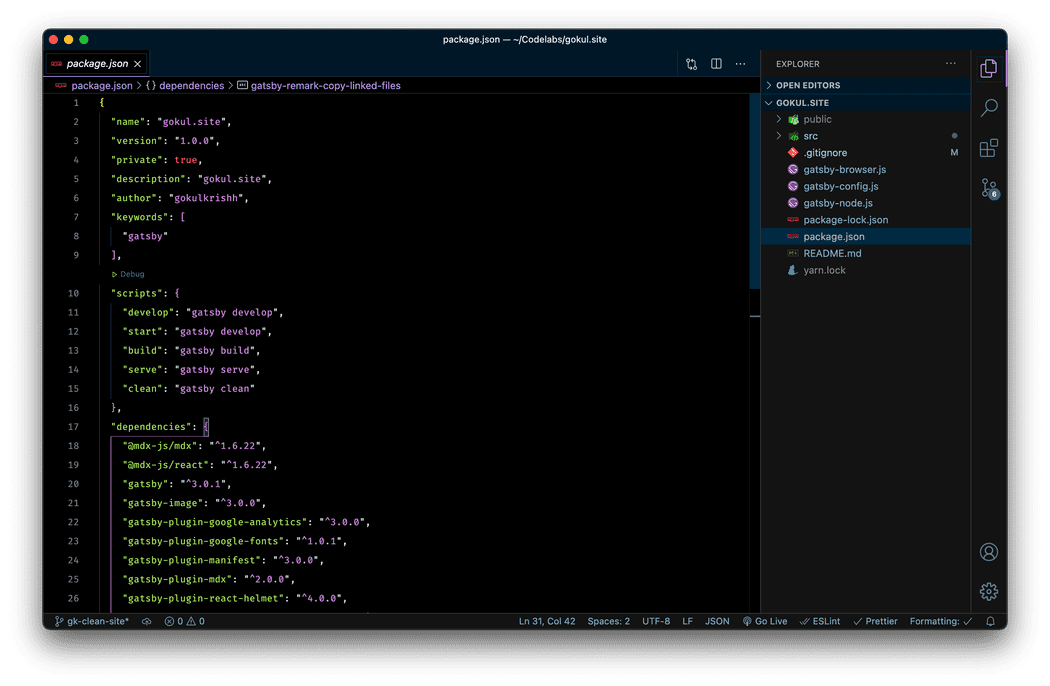 package.json — ~/Codelabs/gokul.site
package.json
package.json > {} dependencies > gatsby-remark-copy-linked-files
1 {
2 "name": "gokul.site",
3 "version": "1.0.0",
4 "private": true,
5 "description": "gokul.site",
6 "author": "gokulkrishh",
7 "keywords": [
8 "gatsby"
9 ],
Debug
10 "scripts": {
11 "develop": "gatsby develop",
12 "start": "gatsby develop",
13 "build": "gatsby build",
14 "serve": "gatsby serve",
15 "clean": "gatsby clean"
16 },
17 "dependencies": {
18 "@mdx-js/mdx": "^1.6.22",
19 "@mdx-js/react": "^1.6.22",
20 "gatsby": "^3.0.1",
21 "gatsby-image": "^3.0.0",
22 "gatsby-plugin-google-analytics": "^3.0.0",
23 "gatsby-plugin-google-fonts": "^1.0.1",
24 "gatsby-plugin-manifest": "^3.0.0",
25 "gatsby-plugin-mdx": "^2.0.0",
26 "gatsby-plugin-react-helmet": "^4.0.0",
EXPLORER
OPEN EDITORS
GOKUL.SITE
public
src
.gitignore M
gatsby-browser.js
gatsby-config.js
gatsby-node.js
package-lock.json
package.json
README.md
yarn.lock
6
gk-clean-site* 0 0 Ln 31, Col 42 Spaces: 2 UTF-8 LF JSON Go Live ESLint Prettier Formatting: ✓